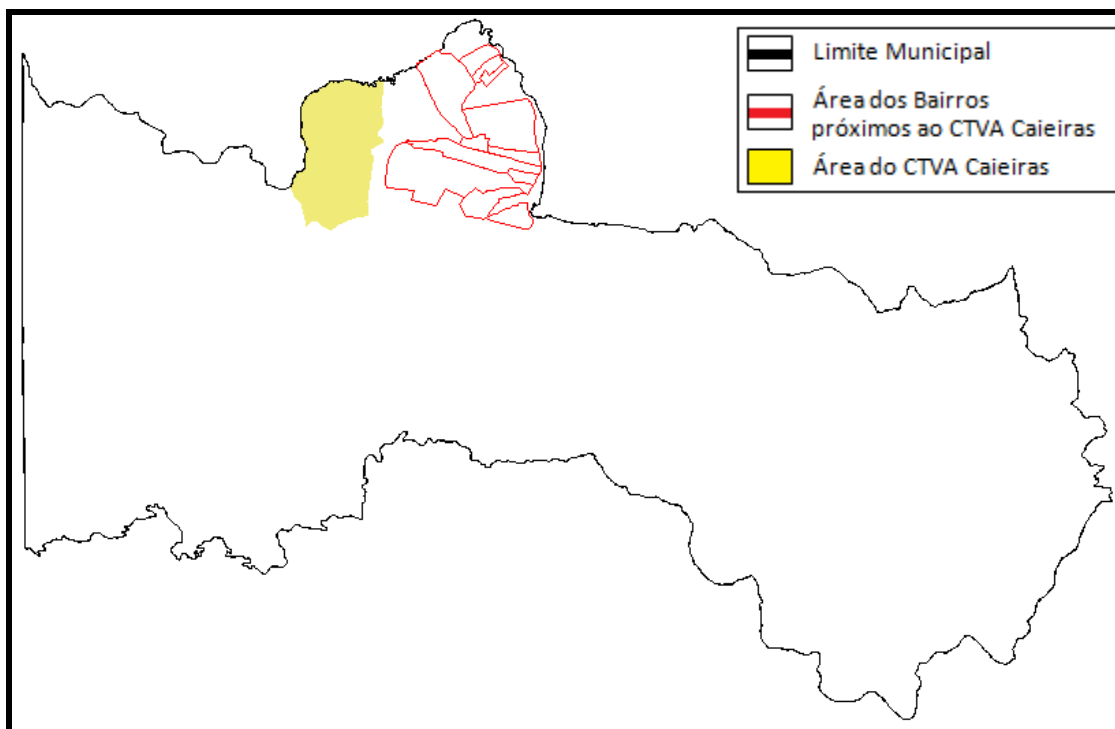 Limite Municipal
Área dos Bairros
próximos ao CTVA Caieiras
Área do CTVA Caieiras